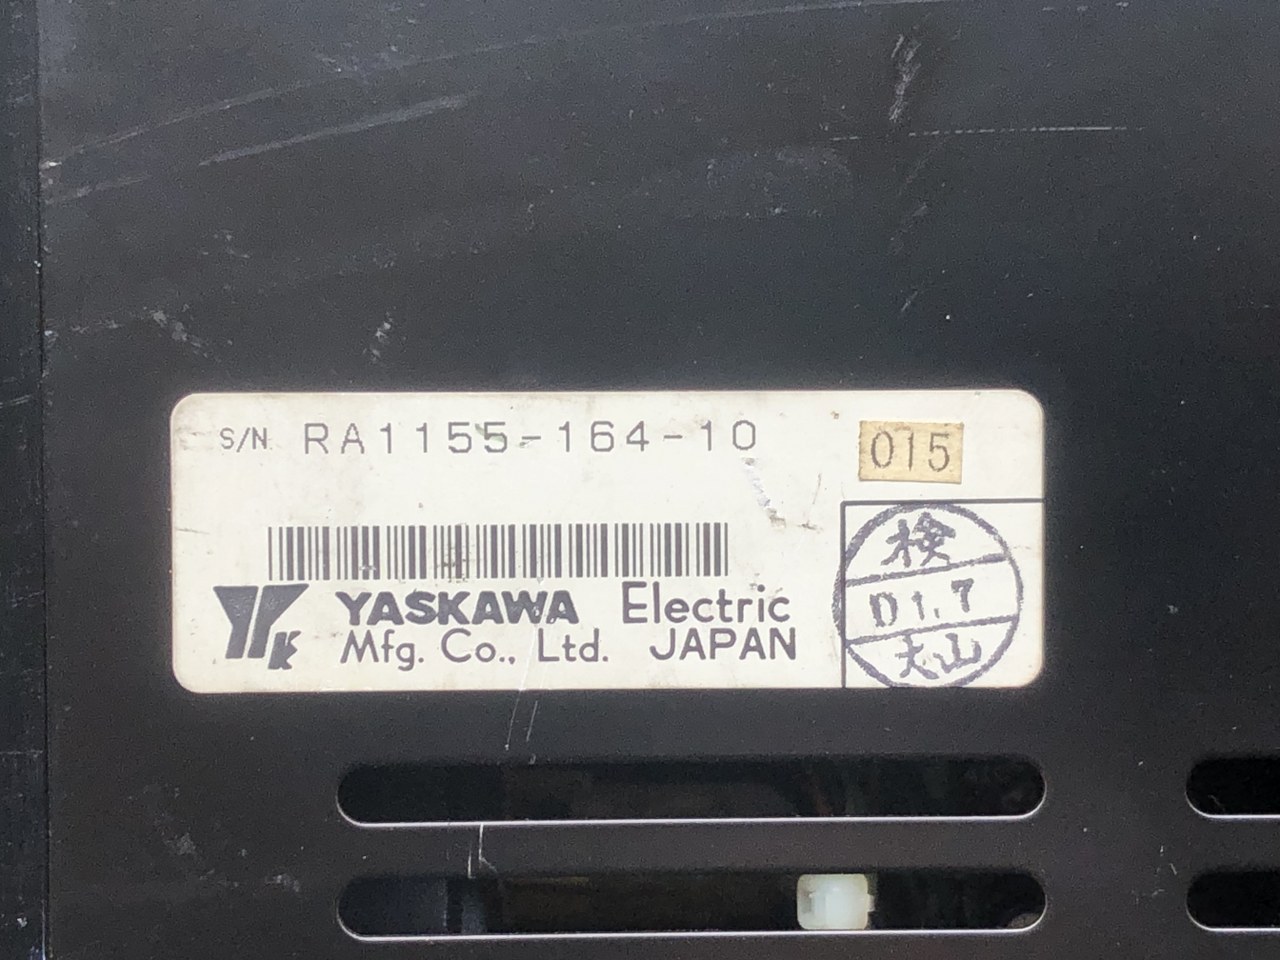 S/N RA1155-164-10
015
YASKAWA Electric
Mfg. Co., Ltd. JAPAN
検
D1.7
大山